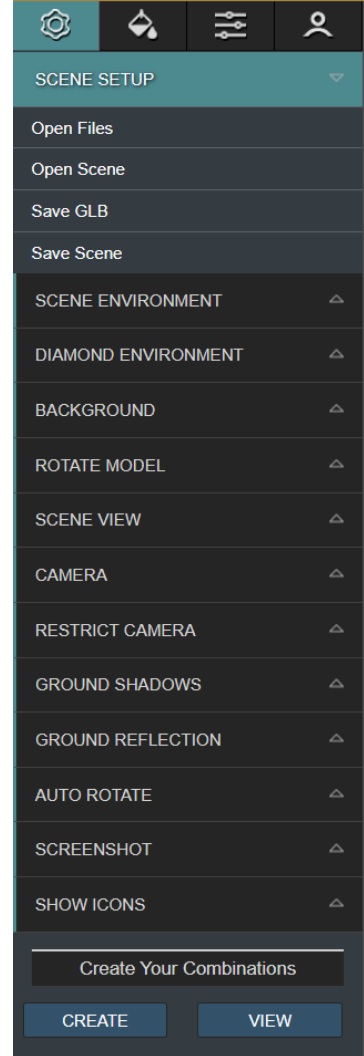 SCENE SETUP
Open Files
Open Scene
Save GLB
Save Scene
SCENE ENVIRONMENT
DIAMOND ENVIRONMENT
BACKGROUND
ROTATE MODEL
SCENE VIEW
CAMERA
RESTRICT CAMERA
GROUND SHADOWS
GROUND REFLECTION
AUTO ROTATE
SCREENSHOT
SHOW ICONS
Create Your Combinations
CREATE VIEW